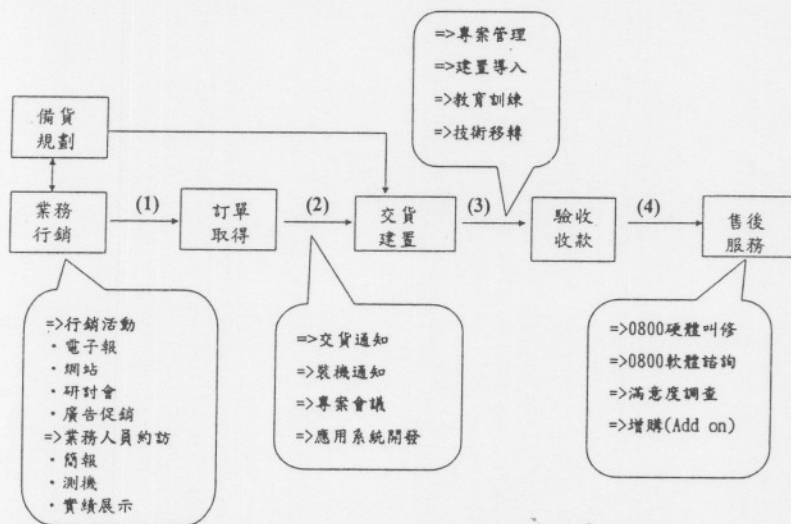 =>專案管理
=>建置導入
=>教育訓練
=>技術移轉
備貨
規劃
業務
行銷
(1)
訂單
取得
(2)
交貨
建置
(3)
驗收
收款
(4)
售後
服務
=>行銷活動
・電子報
・網站
・研討會
・廣告促銷
=>業務人員約訪
・簡報
・測機
・實績展示
=>交貨通知
=>裝機通知
=>專案會議
=>應用系統開發
=>0800硬體叫修
=>0800軟體諮詢
=>滿意度調查
=>增購(Add on)